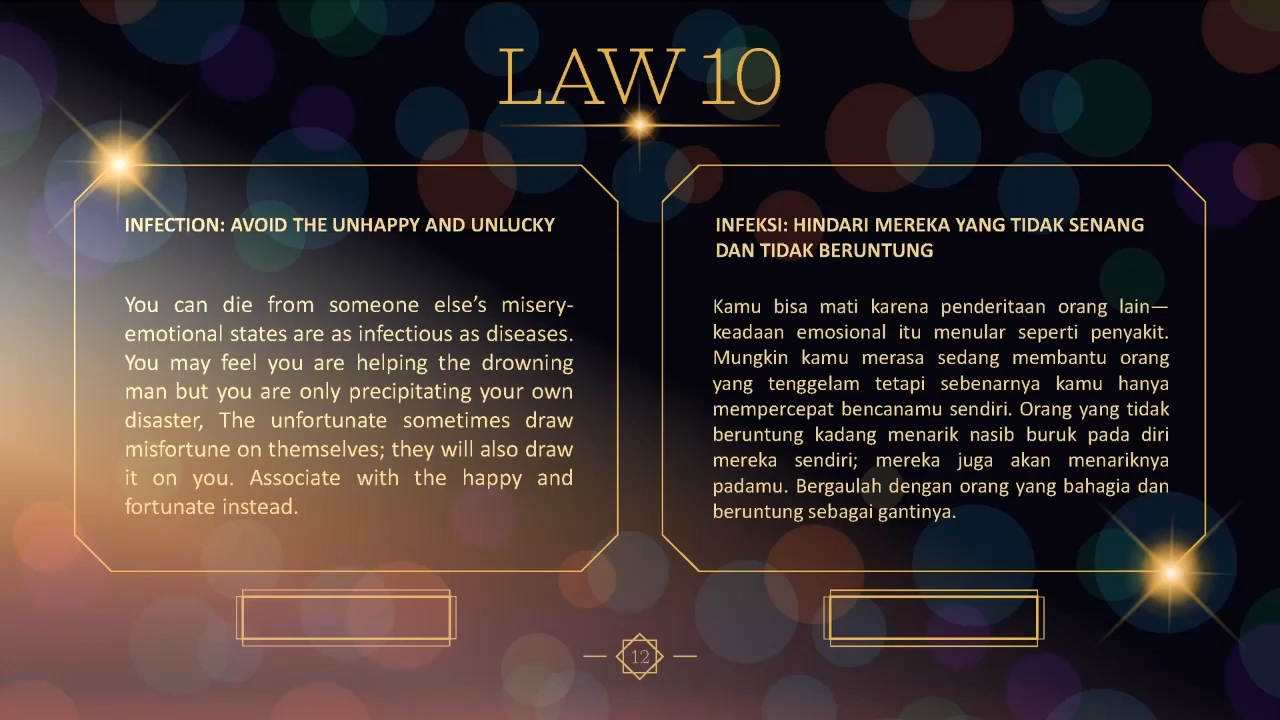 LAW 10
INFECTION: AVOID THE UNHAPPY AND UNLUCKY
You can die from someone else’s misery-
emotional states are as infectious as diseases.
You may feel you are helping the drowning
man but you are only precipitating your own
disaster, The unfortunate sometimes draw
misfortune on themselves; they will also draw
it on you. Associate with the happy and
fortunate instead.
INFEKSI: HINDARI MEREKA YANG TIDAK SENANG
DAN TIDAK BERUNTUNG
Kamu bisa mati karena penderitaan orang lain—
keadaan emosional itu menular seperti penyakit.
Mungkin kamu merasa sedang membantu orang
yang tenggelam tetapi sebenarnya kamu hanya
mempercepat bencanamu sendiri. Orang yang tidak
beruntung kadang menarik nasib buruk pada diri
mereka sendiri; mereka juga akan menariknya
padamu. Bergaulah dengan orang yang bahagia dan
beruntung sebagai gantinya.
12